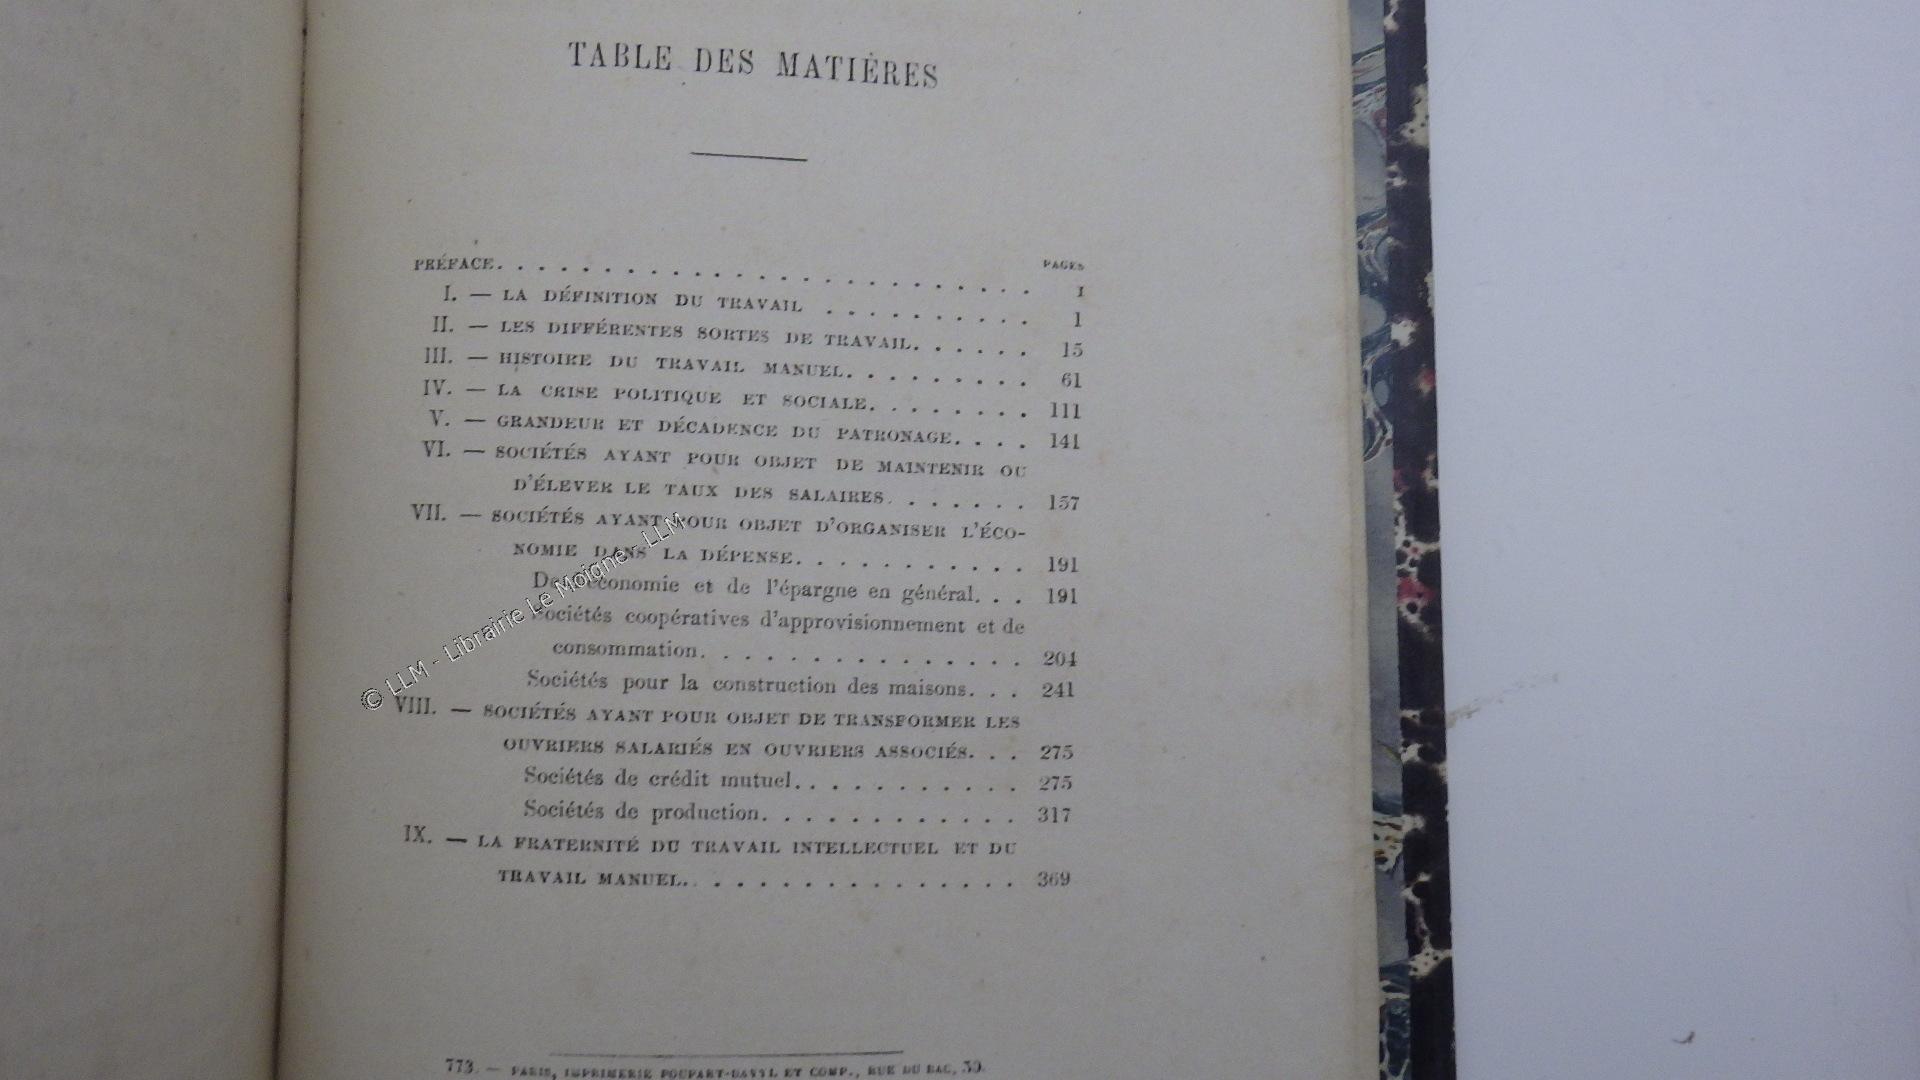 TABLE DES MATIÈRES
PAGES
PRÉFACE. . . . . . . . . . . . . . . . . . . . . . . . . I
I. — LA DÉFINITION DU TRAVAIL . . . . . . . . . . 1
II. — LES DIFFÉRENTES SORTES DE TRAVAIL. . . . . . 15
III. — HISTOIRE DU TRAVAIL MANUEL. . . . . . . . . 61
IV. — LA CRISE POLITIQUE ET SOCIALE. . . . . . . . 111
V. — GRANDEUR ET DÉCADENCE DU PATRONAGE. . . . 141
VI. — SOCIÉTÉS AYANT POUR OBJET DE MAINTENIR OU
D'ÉLEVER LE TAUX DES SALAIRES. . . . . . . 157
VII. — SOCIÉTÉS AYANT POUR OBJET D'ORGANISER L'ÉCO-
NOMIE DANS LA DÉPENSE. . . . . . . . . . . 191
De l'économie et de l'épargne en général. . . 191
Sociétés coopératives d'approvisionnement et de
consommation. . . . . . . . . . . . . . . 204
Sociétés pour la construction des maisons. . . 241
VIII. — SOCIÉTÉS AYANT POUR OBJET DE TRANSFORMER LES
OUVRIERS SALARIÉS EN OUVRIERS ASSOCIÉS. . . 275
Sociétés de crédit mutuel. . . . . . . . . . . 275
Sociétés de production. . . . . . . . . . . . 317
IX. — LA FRATERNITÉ DU TRAVAIL INTELLECTUEL ET DU
TRAVAIL MANUEL. . . . . . . . . . . . . . . 369
773. — PARIS, IMPRIMERIE POUPART-DAVYL ET COMP., RUE DU BAC, 30.
© LLM - Librairie Le Moigne - LLM